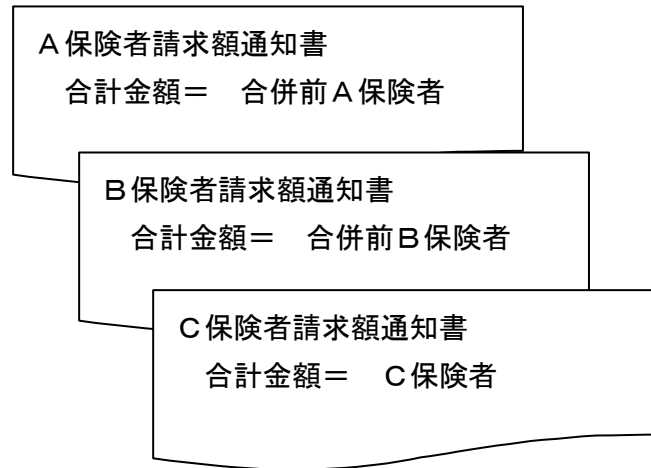 A保険者請求額通知書
合計金額=　合併前A保険者
B保険者請求額通知書
合計金額=　合併前B保険者
C保険者請求額通知書
合計金額=　C保険者